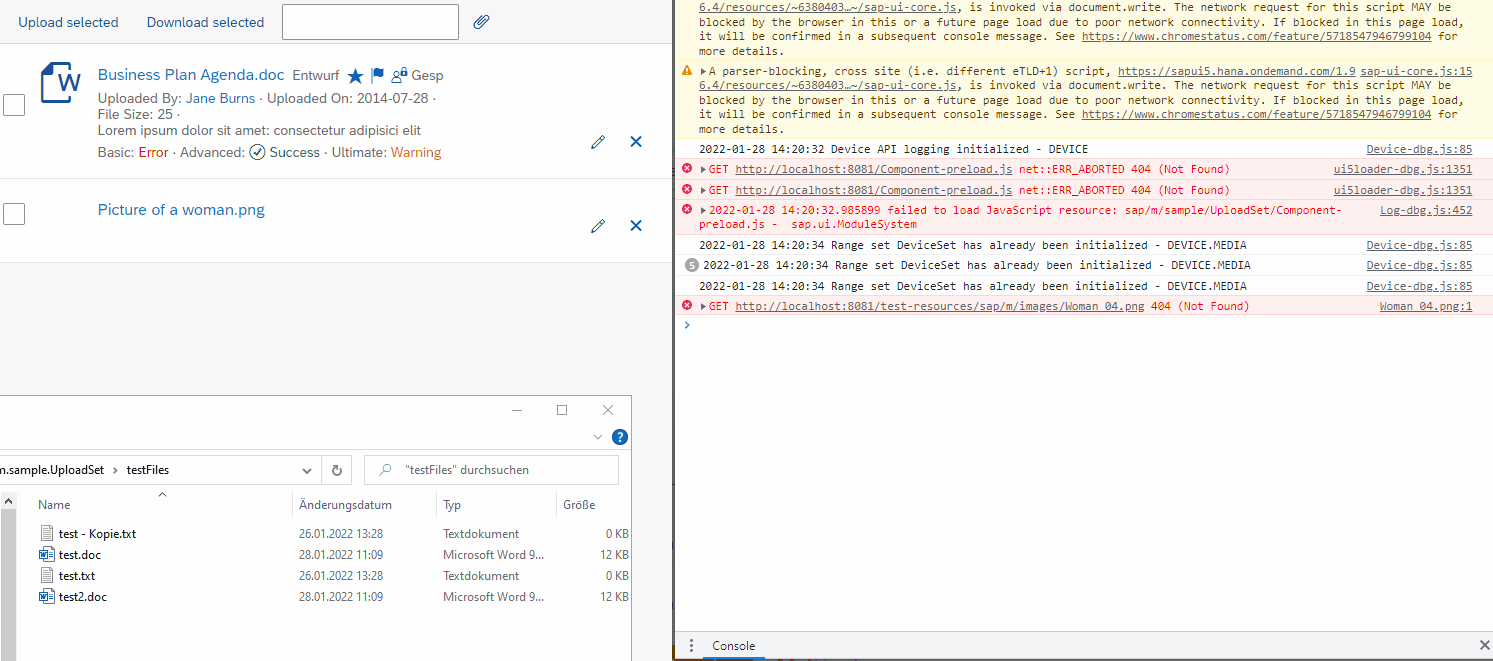 Upload selected Download selected
Business Plan Agenda.doc Entwurf Gesp
Uploaded By: Jane Burns · Uploaded On: 2014-07-28 ·
File Size: 25 ·
Lorem ipsum dolor sit amet: consectetur adipisici elit
Basic: Error · Advanced: Success · Ultimate: Warning
Picture of a woman.png
?
m.sample.UploadSet › testFiles
"testFiles" durchsuchen
Name Änderungsdatum Typ Größe
test - Kopie.txt 26.01.2022 13:28 Textdokument 0 KB
test.doc 28.01.2022 11:09 Microsoft Word 9... 12 KB
test.txt 26.01.2022 13:28 Textdokument 0 KB
test2.doc 28.01.2022 11:09 Microsoft Word 9... 12 KB
6.4/resources/~6380403…~/sap-ui-core.js, is invoked via document.write. The network request for this script MAY be
blocked by the browser in this or a future page load due to poor network connectivity. If blocked in this page load,
it will be confirmed in a subsequent console message. See https://www.chromestatus.com/feature/5718547946799104 for
more details.
A parser-blocking, cross site (i.e. different eTLD+1) script, https://sapui5.hana.ondemand.com/1.9 sap-ui-core.js:15
6.4/resources/~6380403…~/sap-ui-core.js, is invoked via document.write. The network request for this script MAY be
blocked by the browser in this or a future page load due to poor network connectivity. If blocked in this page load,
it will be confirmed in a subsequent console message. See https://www.chromestatus.com/feature/5718547946799104 for
more details.
2022-01-28 14:20:32 Device API logging initialized - DEVICE Device-dbg.js:85
GET http://localhost:8081/Component-preload.js net::ERR_ABORTED 404 (Not Found) ui5loader-dbg.js:1351
GET http://localhost:8081/Component-preload.js net::ERR_ABORTED 404 (Not Found) ui5loader-dbg.js:1351
2022-01-28 14:20:32.985899 failed to load JavaScript resource: sap/m/sample/UploadSet/Component- Log-dbg.js:452
preload.js - sap.ui.ModuleSystem
2022-01-28 14:20:34 Range set DeviceSet has already been initialized - DEVICE.MEDIA Device-dbg.js:85
5 2022-01-28 14:20:34 Range set DeviceSet has already been initialized - DEVICE.MEDIA Device-dbg.js:85
2022-01-28 14:20:34 Range set DeviceSet has already been initialized - DEVICE.MEDIA Device-dbg.js:85
GET http://localhost:8081/test-resources/sap/m/images/Woman_04.png 404 (Not Found) Woman_04.png:1
Console